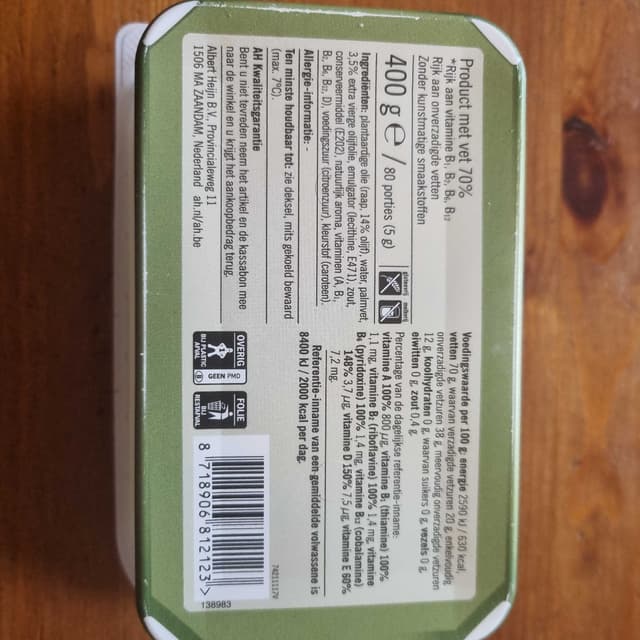 Product met vet 70%
*Rijk aan vitamine B₁, B₂, B₆, B₁₂
Rijk aan onverzadigde vetten
Zonder kunstmatige smaakstoffen
400 g e / 80 porties (5 g)
Ingrediënten: plantaardige olie (raap, 14% olijf), water, palmvet,
3,5% extra vierge olijfolie, emulgator (lecithine, E471), zout,
conserveermiddel (E202), natuurlijk aroma, vitaminen (A, B₁,
B₂, B₆, B₁₂, D), voedingszuur (citroenzuur), kleurstof (caroteen).
Allergie-informatie: -
Ten minste houdbaar tot: zie deksel, mits gekoeld bewaard
(max. 7ºC).
AH Kwaliteitsgarantie
Bent u niet tevreden neem het artikel en de kassabon mee
naar de winkel en u krijgt het aankoopbedrag terug.
Albert Heijn B.V., Provincialeweg 11
1506 MA ZAANDAM, Nederland ah.nl/ah.be
Voedingswaarde per 100 g: energie 2590 kJ / 630 kcal,
vetten 70 g, waarvan verzadigde vetzuren 20 g, enkelvoudig
onverzadigde vetzuren 38 g, meervoudig onverzadigde vetzuren
12 g, koolhydraten 0 g, waarvan suikers 0 g, vezels 0 g,
eiwitten 0 g, zout 0,4 g.
Percentage van de dagelijkse referentie-inname:
vitamine A 100% 800 µg, vitamine B₁ (thiamine) 100%
1,1 mg, vitamine B₂ (riboflavine) 100% 1,4 mg, vitamine
B₆ (pyridoxine) 100% 1,4 mg, vitamine B₁₂ (cobalamine)
148% 3,7 µg, vitamine D 150% 7,5 µg, vitamine E 60%
7,2 mg.
Referentie-inname van een gemiddelde volwassene is
8400 kJ / 2000 kcal per dag.
OVERIG
BIJ PLASTIC
AFVAL
GEEN PMD
FOLIE
BIJ
RESTAFVAL
8 718906 812123 >
74211117V
138983